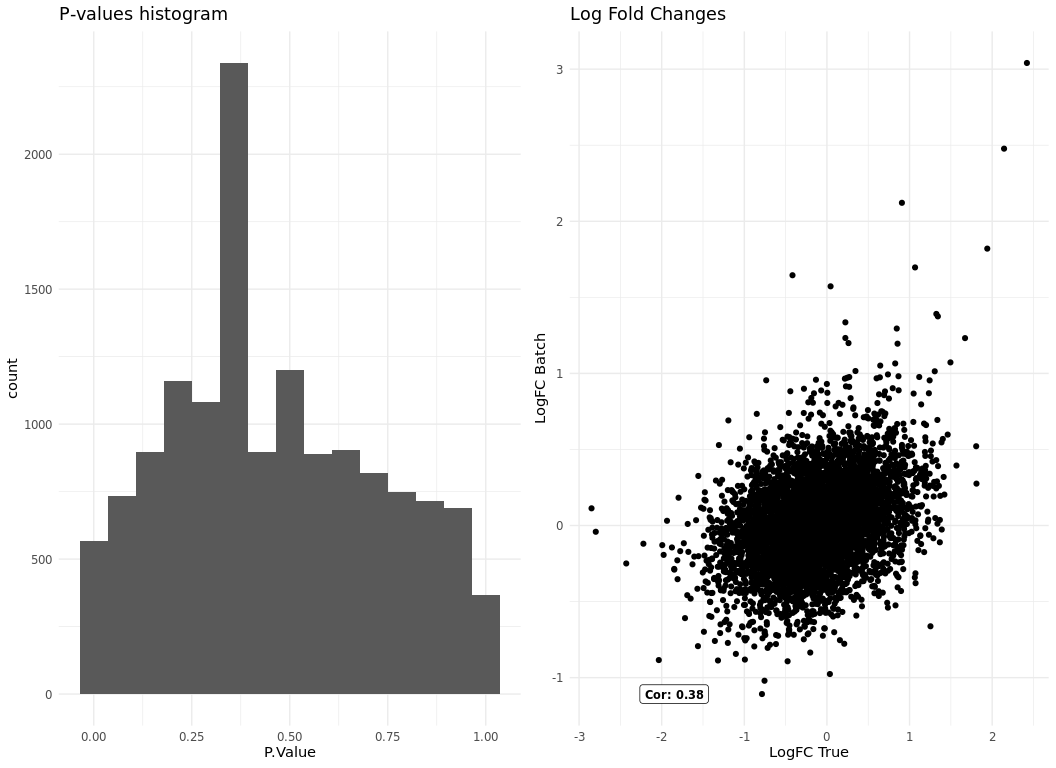 P-values histogram
count
2000
1500
1000
500
0
0.00 0.25 0.50 0.75 1.00
P.Value
Log Fold Changes
LogFC Batch
3
2
1
0
-1
Cor: 0.38
-3 -2 -1 0 1 2
LogFC True